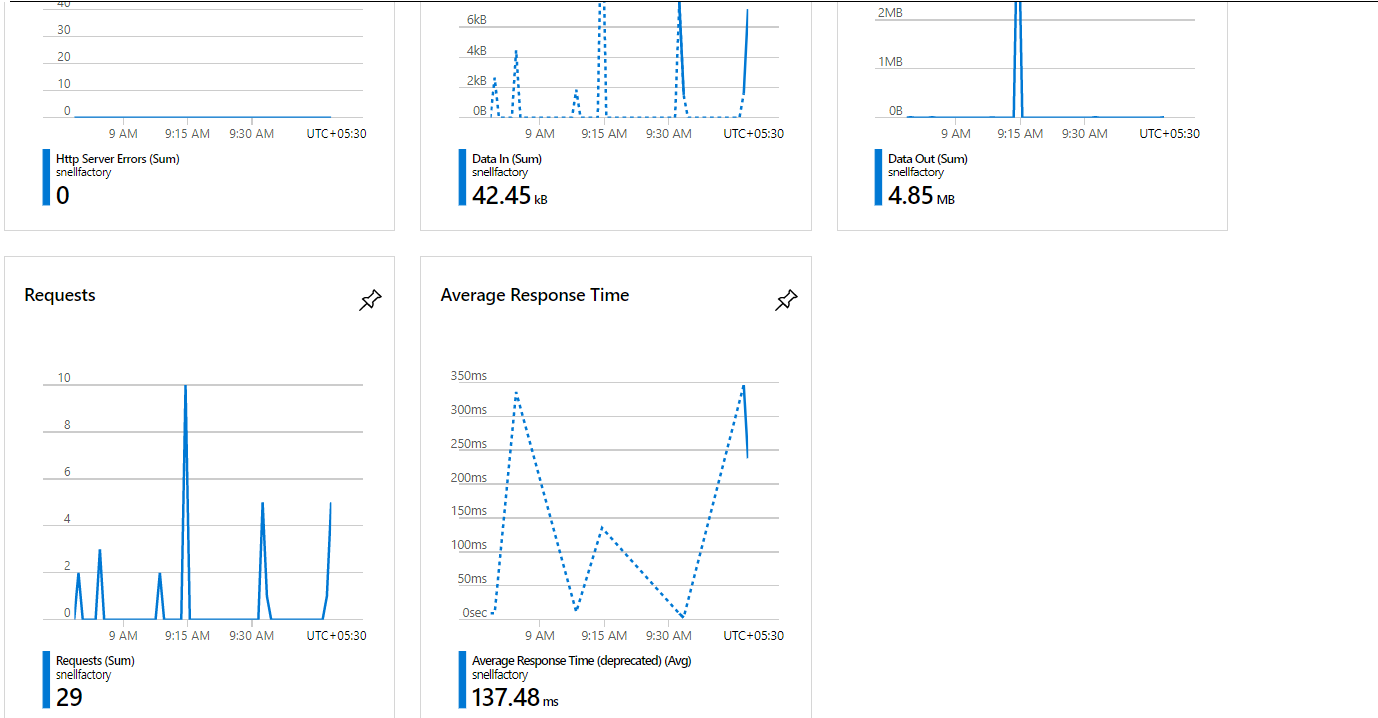 40
30
20
10
0
9 AM 9:15 AM 9:30 AM UTC+05:30
Http Server Errors (Sum)
snellfactory
0
6kB
4kB
2kB
0B
9 AM 9:15 AM 9:30 AM UTC+05:30
Data In (Sum)
snellfactory
42.45 kB
2MB
1MB
0B
9 AM 9:15 AM 9:30 AM UTC+05:30
Data Out (Sum)
snellfactory
4.85 MB
Requests
10
8
6
4
2
0
9 AM 9:15 AM 9:30 AM UTC+05:30
Requests (Sum)
snellfactory
29
Average Response Time
350ms
300ms
250ms
200ms
150ms
100ms
50ms
0sec
9 AM 9:15 AM 9:30 AM UTC+05:30
Average Response Time (deprecated) (Avg)
snellfactory
137.48 ms